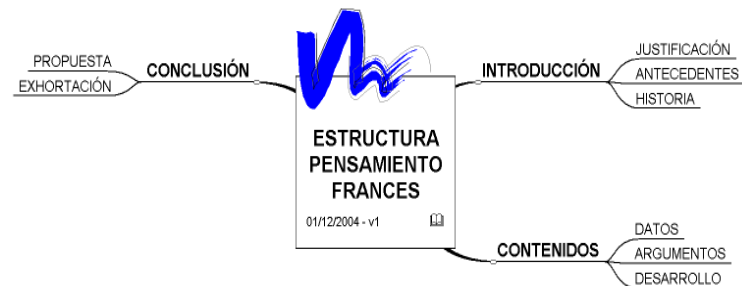 ESTRUCTURA
PENSAMIENTO
FRANCES
01/12/2004 - v1
INTRODUCCIÓN
JUSTIFICACIÓN
ANTECEDENTES
HISTORIA
CONTENIDOS
DATOS
ARGUMENTOS
DESARROLLO
CONCLUSIÓN
PROPUESTA
EXHORTACIÓN